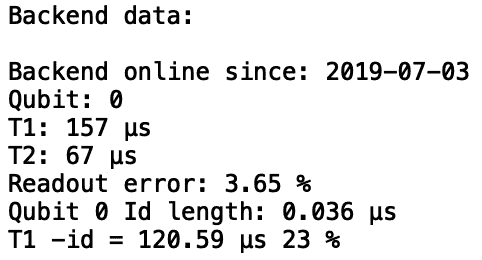 Backend data:
Backend online since: 2019-07-03
Qubit: 0
T1: 157 µs
T2: 67 µs
Readout error: 3.65 %
Qubit 0 Id length: 0.036 µs
T1 -id = 120.59 µs 23 %